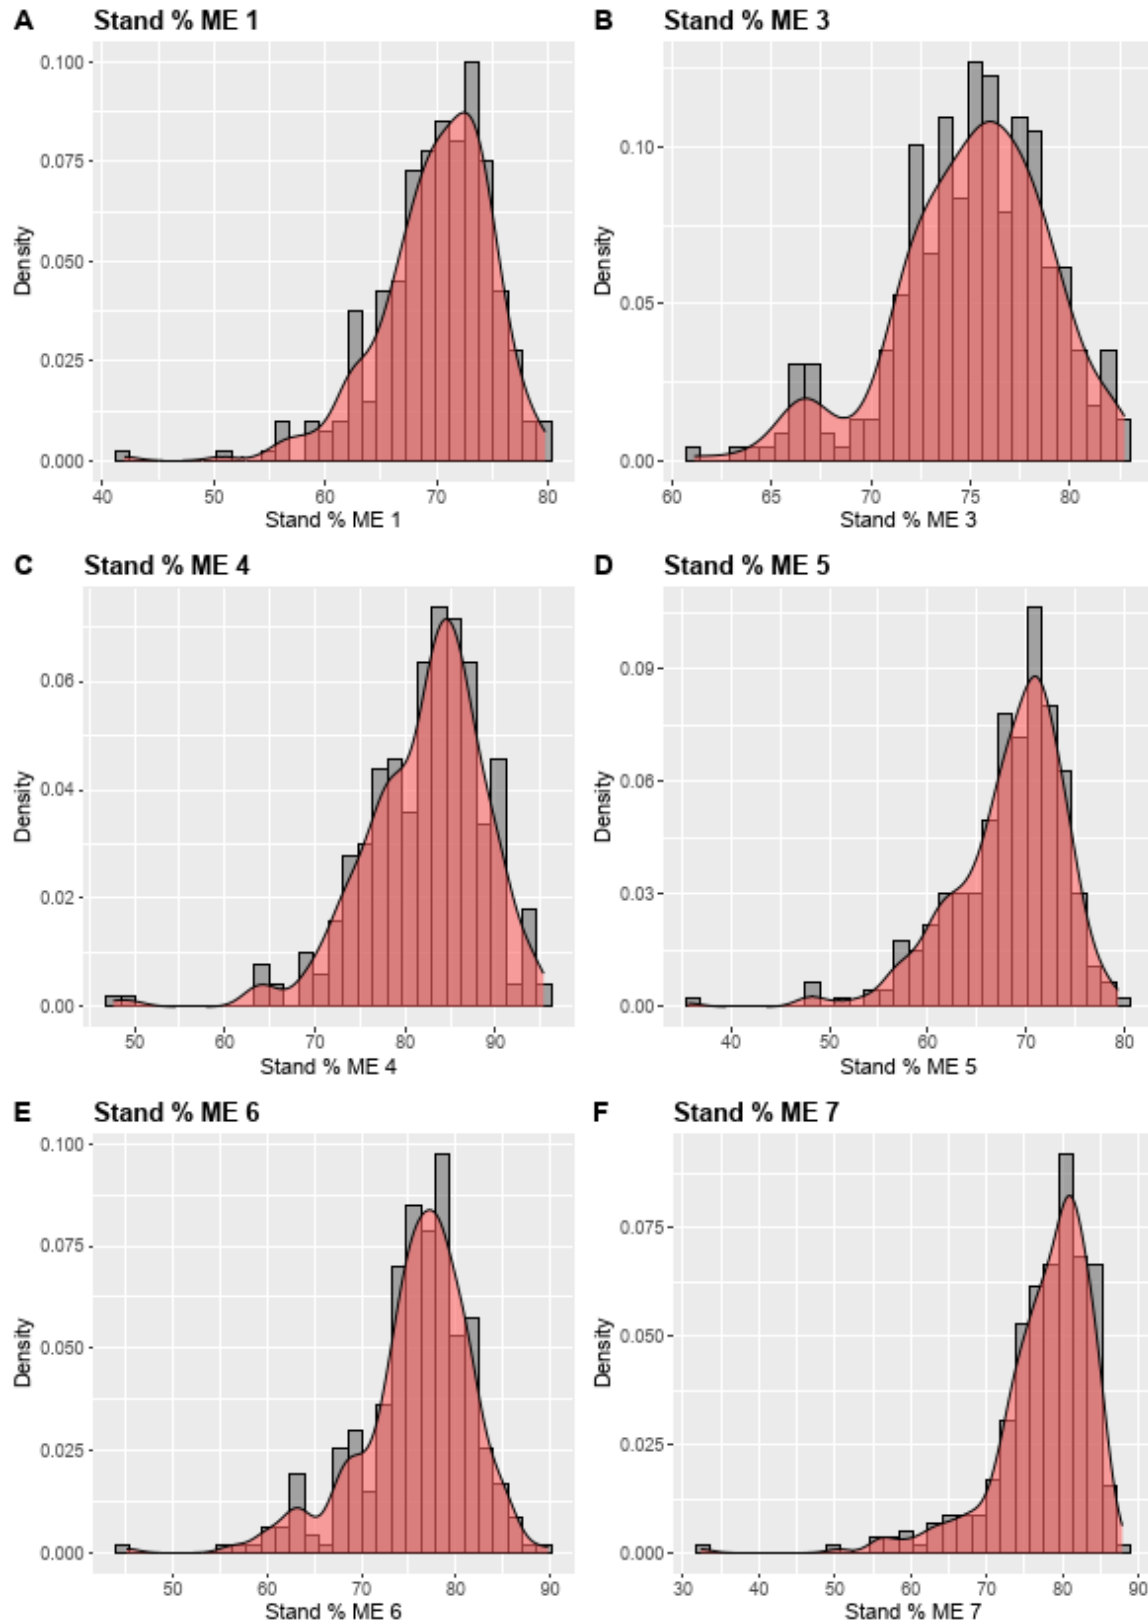 A Stand % ME 1
Density
0.100
0.075
0.050
0.025
0.000
40 50 60 70 80
Stand % ME 1
B Stand % ME 3
Density
0.10
0.05
0.00
60 65 70 75 80
Stand % ME 3
C Stand % ME 4
Density
0.06
0.04
0.02
0.00
50 60 70 80 90
Stand % ME 4
D Stand % ME 5
Density
0.09
0.06
0.03
0.00
40 50 60 70 80
Stand % ME 5
E Stand % ME 6
Density
0.100
0.075
0.050
0.025
0.000
50 60 70 80 90
Stand % ME 6
F Stand % ME 7
Density
0.075
0.050
0.025
0.000
30 40 50 60 70 80 90
Stand % ME 7